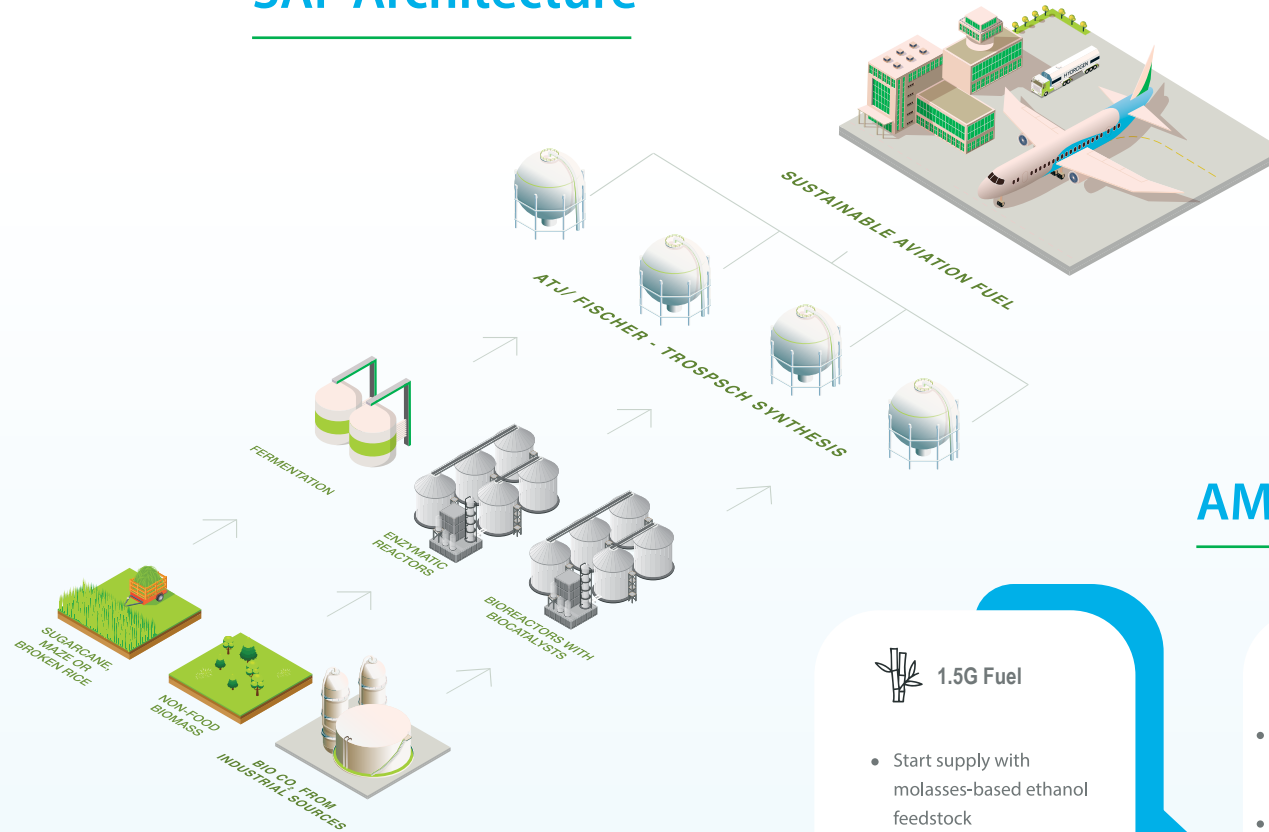 SAF Architecture
HYDROGEN
SUSTAINABLE AVIATION FUEL
ATJ/ FISCHER - TROSPSCH SYNTHESIS
FERMENTATION
ENZYMATIC
REACTORS
BIOREACTORS WITH
BIOCATALYSTS
SUGARCANE,
MAZE OR
BROKEN RICE
NON-FOOD
BIOMASS
BIO CO₂ FROM
INDUSTRIAL SOURCES
AM
1.5G Fuel
• Start supply with
molasses-based ethanol
feedstock